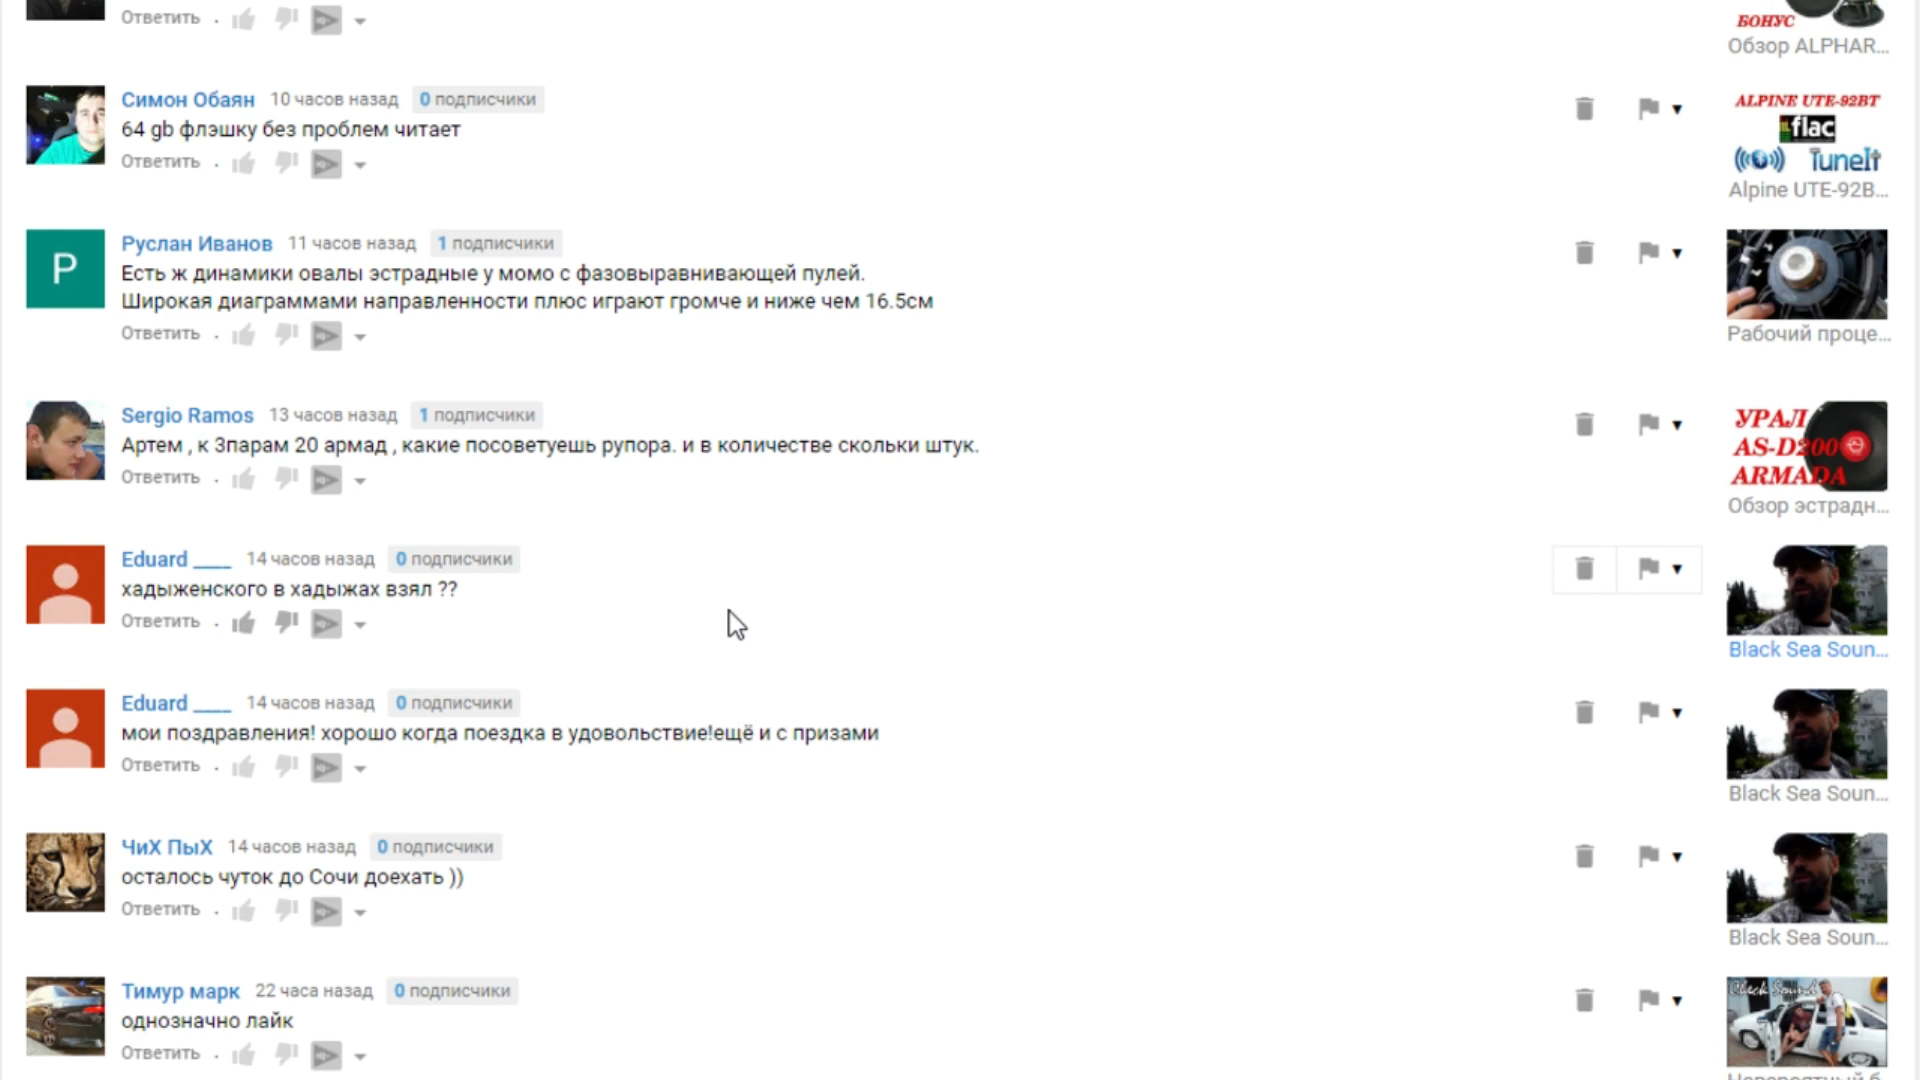 Ответить .
БОНУС
Обзор ALPHAR...
Симон Обаян 10 часов назад 0 подписчики
64 gb флэшку без проблем читает
Ответить .
ALPINE UTE-92BT
flac
TuneIt
Alpine UTE-92B...
Р
Руслан Иванов 11 часов назад 1 подписчики
Есть ж динамики овалы эстрадные у момо с фазовыравнивающей пулей.
Широкая диаграммами направленности плюс играют громче и ниже чем 16.5см
Ответить .
Рабочий проце...
Sergio Ramos 13 часов назад 1 подписчики
Артем , к 3парам 20 армад , какие посоветуешь рупора. и в количестве скольки штук.
Ответить .
УРАЛ
AS-D200
ARMADA
Обзор эстрадн...
Eduard ____ 14 часов назад 0 подписчики
хадыженского в хадыжах взял ??
Ответить .
Black Sea Soun...
Eduard ____ 14 часов назад 0 подписчики
мои поздравления! хорошо когда поездка в удовольствие!ещё и с призами
Ответить .
Black Sea Soun...
ЧиХ ПыХ 14 часов назад 0 подписчики
осталось чуток до Сочи доехать ))
Ответить .
Black Sea Soun...
Тимур марк 22 часа назад 0 подписчики
однозначно лайк
Ответить .
Check Sound